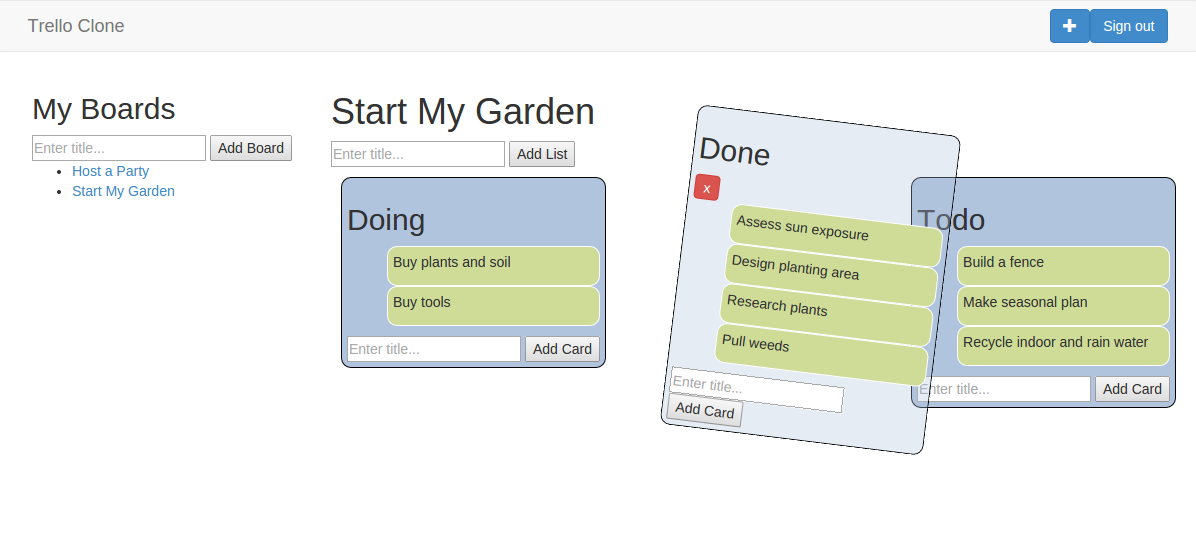 Trello Clone
Sign out
My Boards
Enter title...
Add Board
Host a Party
Start My Garden
Start My Garden
Enter title...
Add List
Doing
Buy plants and soil
Buy tools
Enter title...
Add Card
Done
x
Assess sun exposure
Design planting area
Research plants
Pull weeds
Enter title...
Add Card
Todo
Build a fence
Make seasonal plan
Recycle indoor and rain water
Enter title...
Add Card